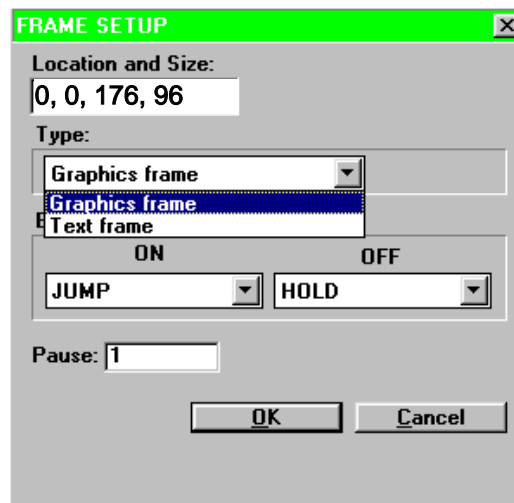 FRAME SETUP
Location and Size:
0, 0, 176, 96
Type:
Graphics frame
Graphics frame
Text frame
ON OFF
JUMP HOLD
Pause: 1
OK Cancel